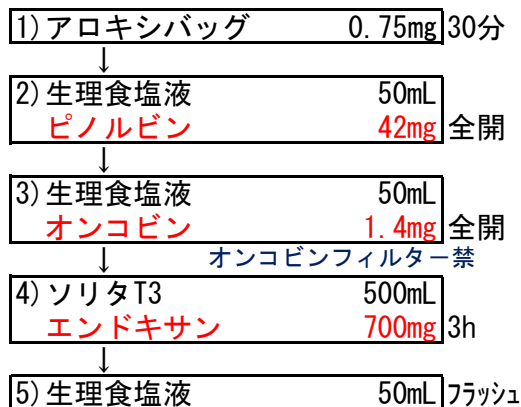 1)アロキシバッグ 0.75mg 30分
↓
2)生理食塩液 50mL
ピノルビン 42mg 全開
↓
3)生理食塩液 50mL
オンコビン 1.4mg 全開
↓ オンコビンフィルター禁
4)ソリタT3 500mL
エンドキサン 700mg 3h
↓
5)生理食塩液 50mL フラッシュ